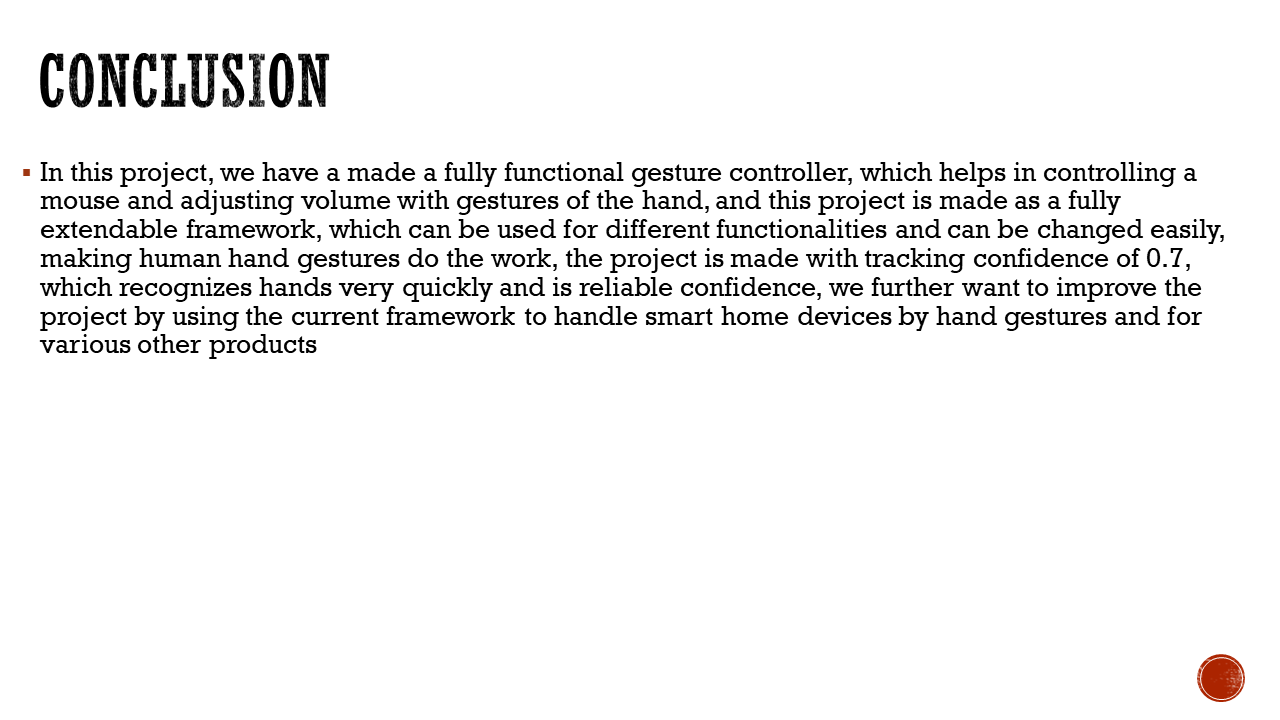 CONCLUSION
▪ In this project, we have a made a fully functional gesture controller, which helps in controlling a
mouse and adjusting volume with gestures of the hand, and this project is made as a fully
extendable framework, which can be used for different functionalities and can be changed easily,
making human hand gestures do the work, the project is made with tracking confidence of 0.7,
which recognizes hands very quickly and is reliable confidence, we further want to improve the
project by using the current framework to handle smart home devices by hand gestures and for
various other products